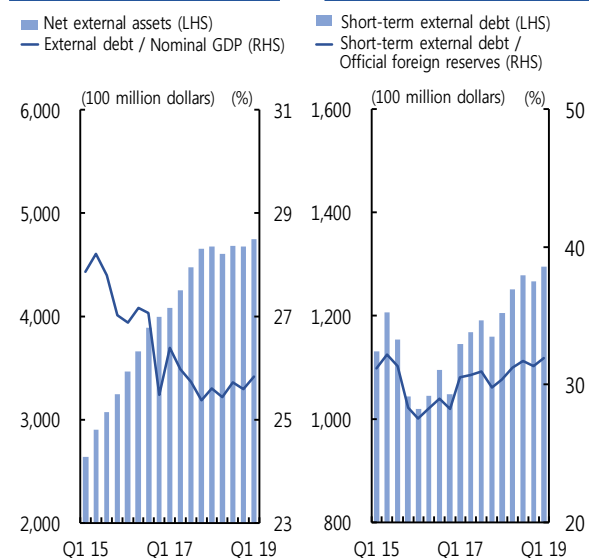 Net external assets (LHS)
External debt / Nominal GDP (RHS)
(100 million dollars) (%)
6,000 31
5,000 29
4,000 27
3,000 25
2,000 23
Q1 15 Q1 17 Q1 19
Short-term external debt (LHS)
Short-term external debt /
Official foreign reserves (RHS)
(100 million dollars) (%)
1,600 50
1,400
40
1,200
30
1,000
800 20
Q1 15 Q1 17 Q1 19